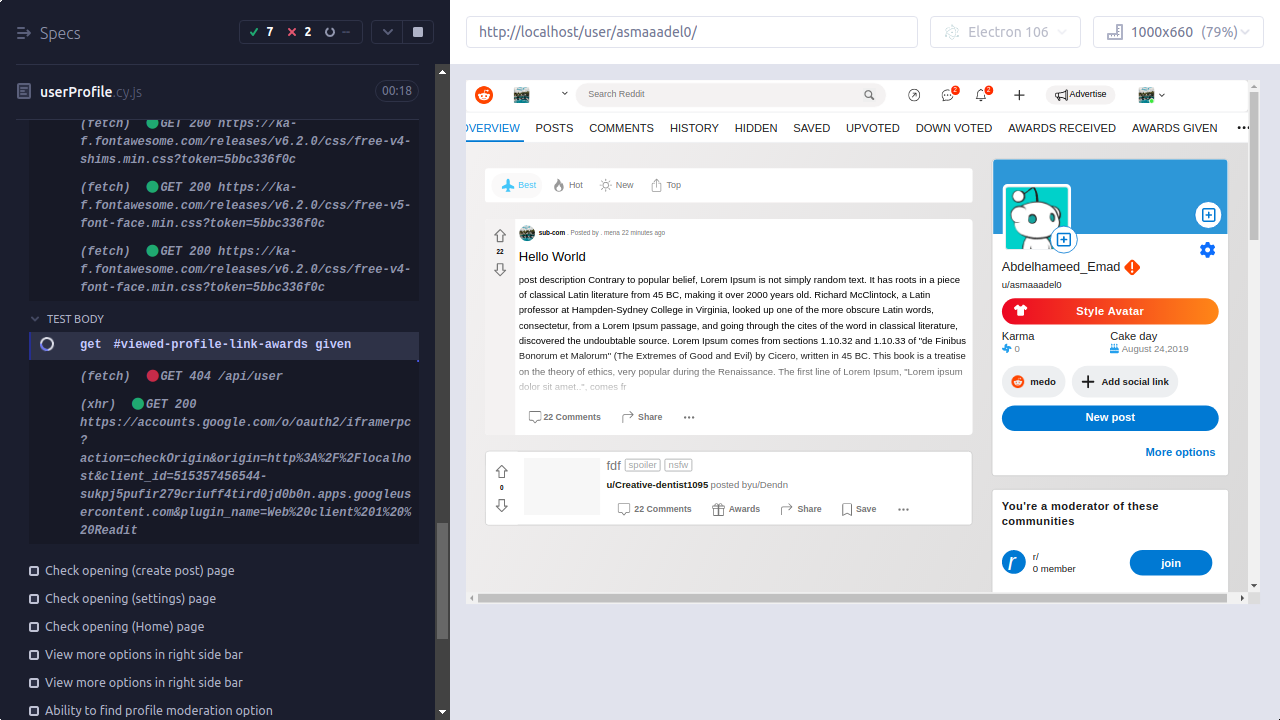 Specs
7
2
--
http://localhost/user/asmaaadel0/
Electron 106
1000x660 (79%)
userProfile.cy.js
00:18
(fetch) GET 200 https://ka-
f.fontawesome.com/releases/v6.2.0/css/free-v4-
shims.min.css?token=5bbc336f0c
(fetch) GET 200 https://ka-
f.fontawesome.com/releases/v6.2.0/css/free-v5-
font-face.min.css?token=5bbc336f0c
(fetch) GET 200 https://ka-
f.fontawesome.com/releases/v6.2.0/css/free-v4-
font-face.min.css?token=5bbc336f0c
TEST BODY
get #viewed-profile-link-awards given
(fetch) GET 404 /api/user
(xhr) GET 200
https://accounts.google.com/o/oauth2/iframerpc
?
action=checkOrigin&origin=http%3A%2F%2Flocalho
st&client_id=515357456544-
sukpj5pufir279criuff4tird0jd0b0n.apps.googleus
ercontent.com&plugin_name=Web%20client%201%20%
20Readit
Check opening (create post) page
Check opening (settings) page
Check opening (Home) page
View more options in right side bar
View more options in right side bar
Ability to find profile moderation option
Search Reddit
2
2
Advertise
OVERVIEW
POSTS
COMMENTS
HISTORY
HIDDEN
SAVED
UPVOTED
DOWN VOTED
AWARDS RECEIVED
AWARDS GIVEN
Best
Hot
New
Top
22
sub-com . Posted by . mena 22 minutes ago
Hello World
post description Contrary to popular belief, Lorem Ipsum is not simply random text. It has roots in a piece
of classical Latin literature from 45 BC, making it over 2000 years old. Richard McClintock, a Latin
professor at Hampden-Sydney College in Virginia, looked up one of the more obscure Latin words,
consectetur, from a Lorem Ipsum passage, and going through the cites of the word in classical literature,
discovered the undoubtable source. Lorem Ipsum comes from sections 1.10.32 and 1.10.33 of "de Finibus
Bonorum et Malorum" (The Extremes of Good and Evil) by Cicero, written in 45 BC. This book is a treatise
on the theory of ethics, very popular during the Renaissance. The first line of Lorem Ipsum, "Lorem ipsum
dolor sit amet..", comes fr
22 Comments
Share
0
fdf spoiler nsfw
u/Creative-dentist1095 posted byu/Dendn
22 Comments
Awards
Share
Save
Abdelhameed_Emad
u/asmaaadel0
Style Avatar
Karma
Cake day
0
August 24,2019
medo
Add social link
New post
More options
You're a moderator of these
communities
r
r/
0 member
join